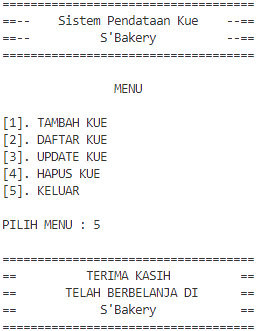 ====================================
==--    Sistem Pendataan Kue    --==
==--          S'Bakery          --==
====================================
MENU
[1]. TAMBAH KUE
[2]. DAFTAR KUE
[3]. UPDATE KUE
[4]. HAPUS KUE
[5]. KELUAR
PILIH MENU : 5
====================================
==          TERIMA KASIH          ==
==       TELAH BERBELANJA DI      ==
==            S'Bakery            ==
====================================